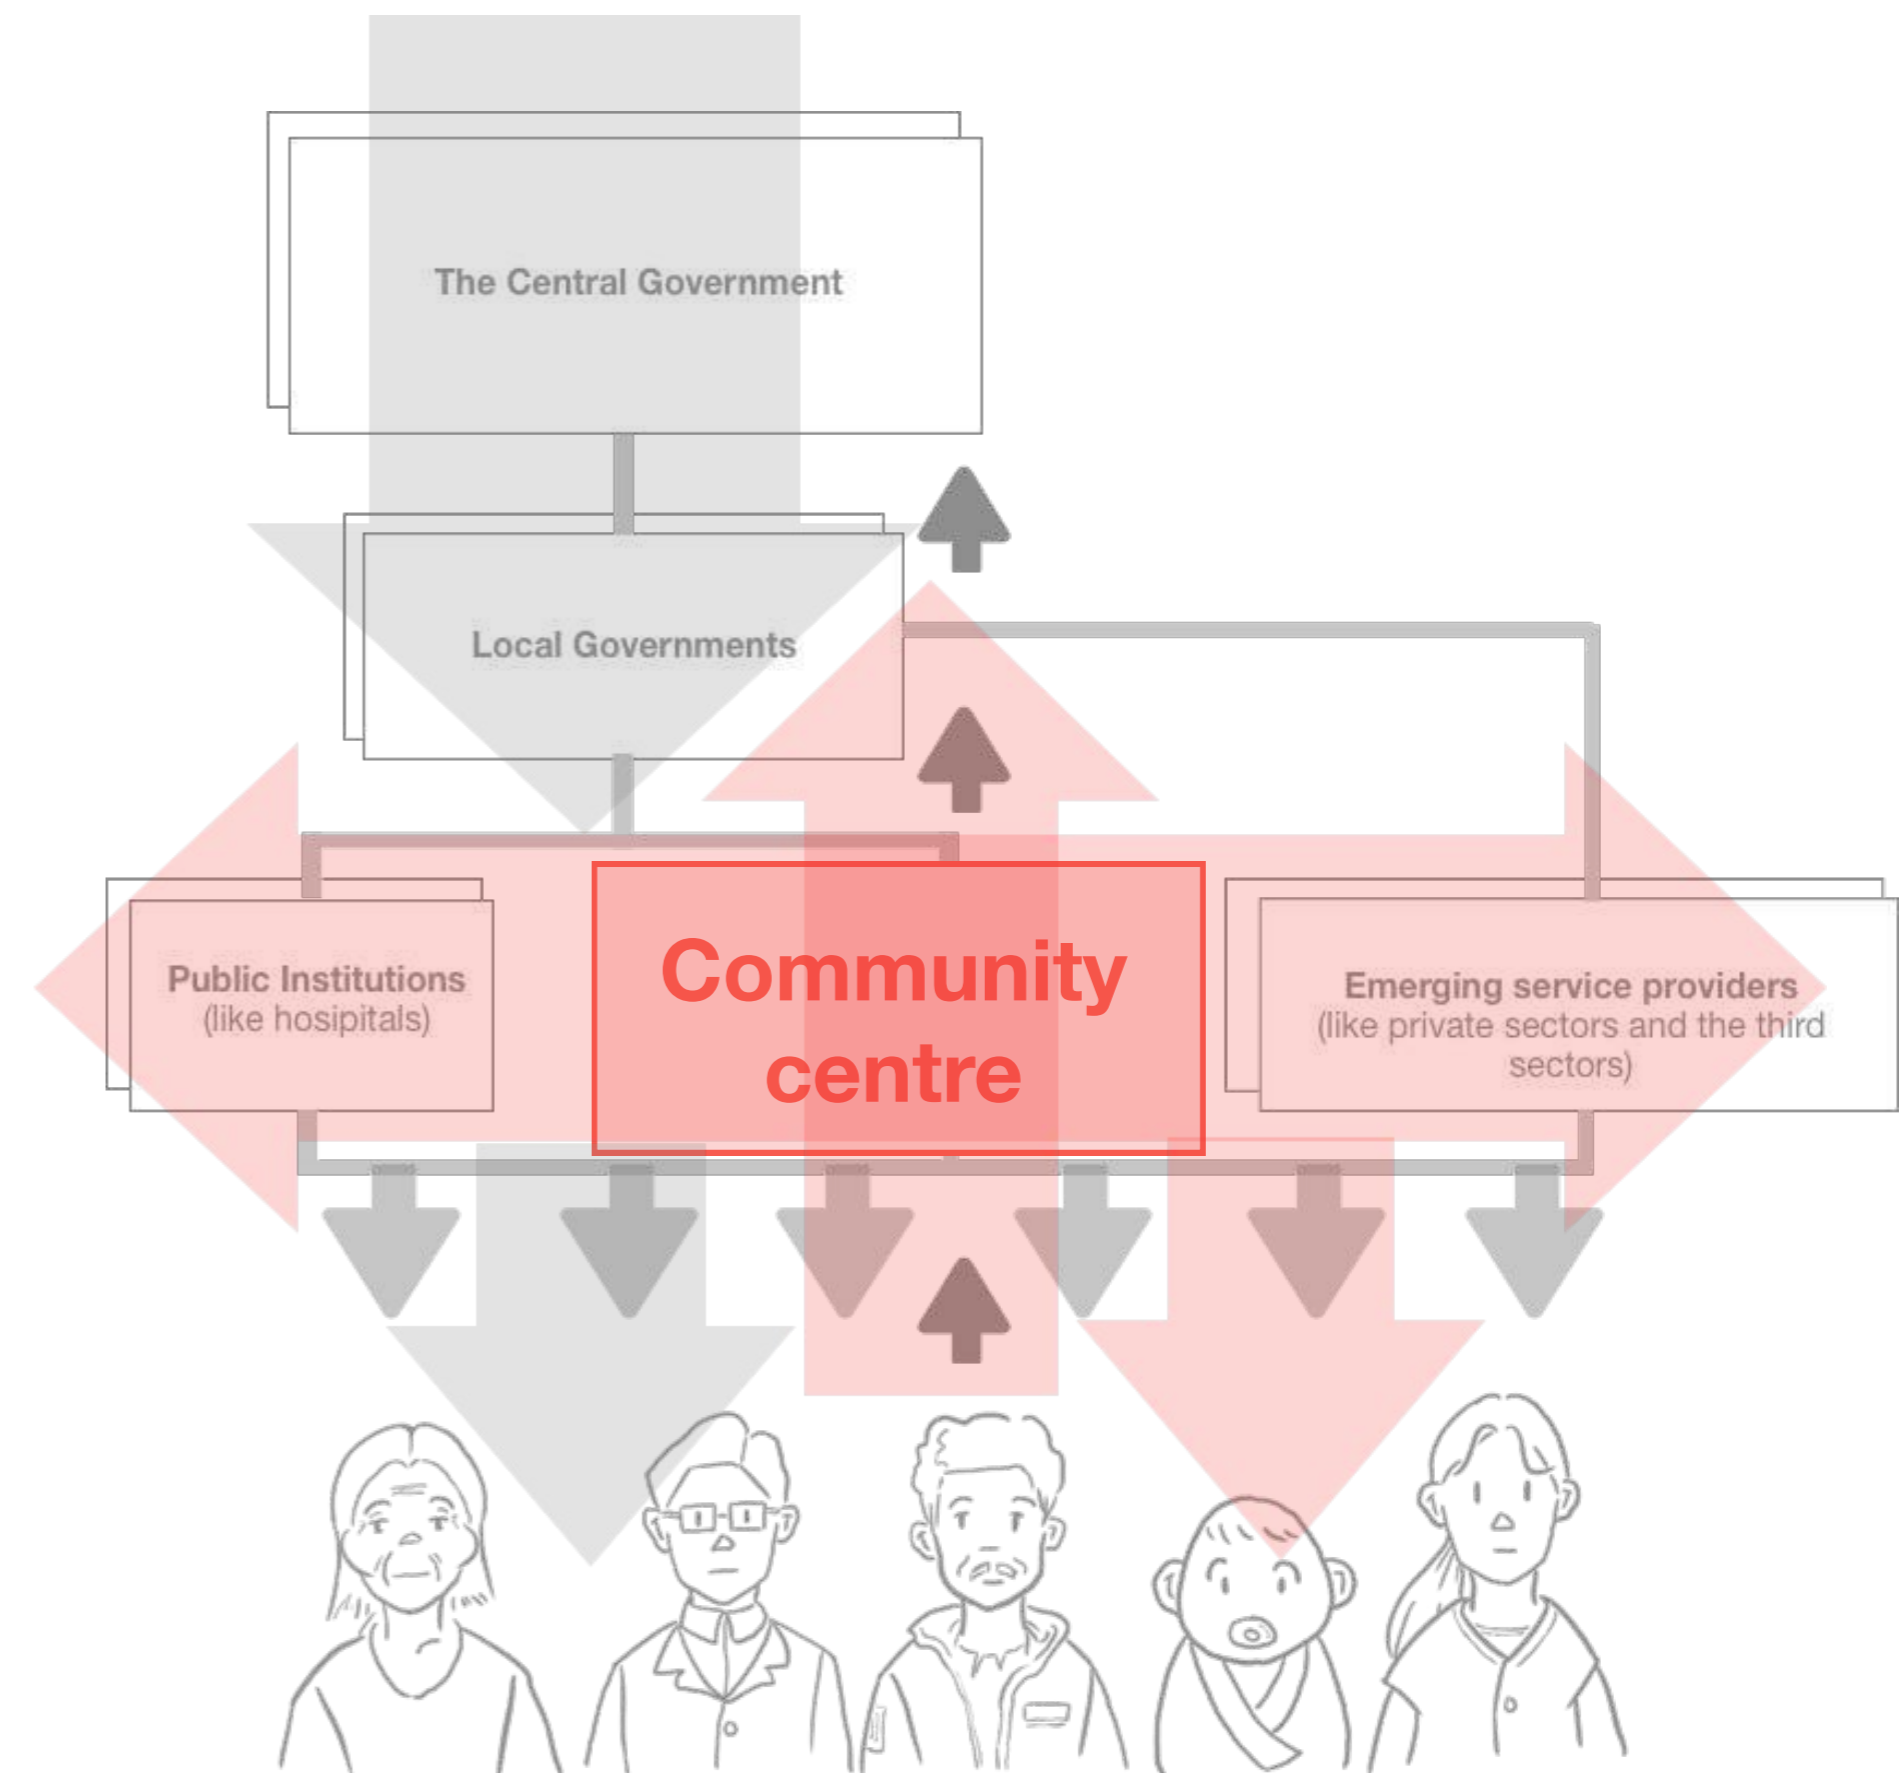 The Central Government
Local Governments
Public Institutions
(like hosipitals)
Community
centre
Emerging service providers
(like private sectors and the third
sectors)